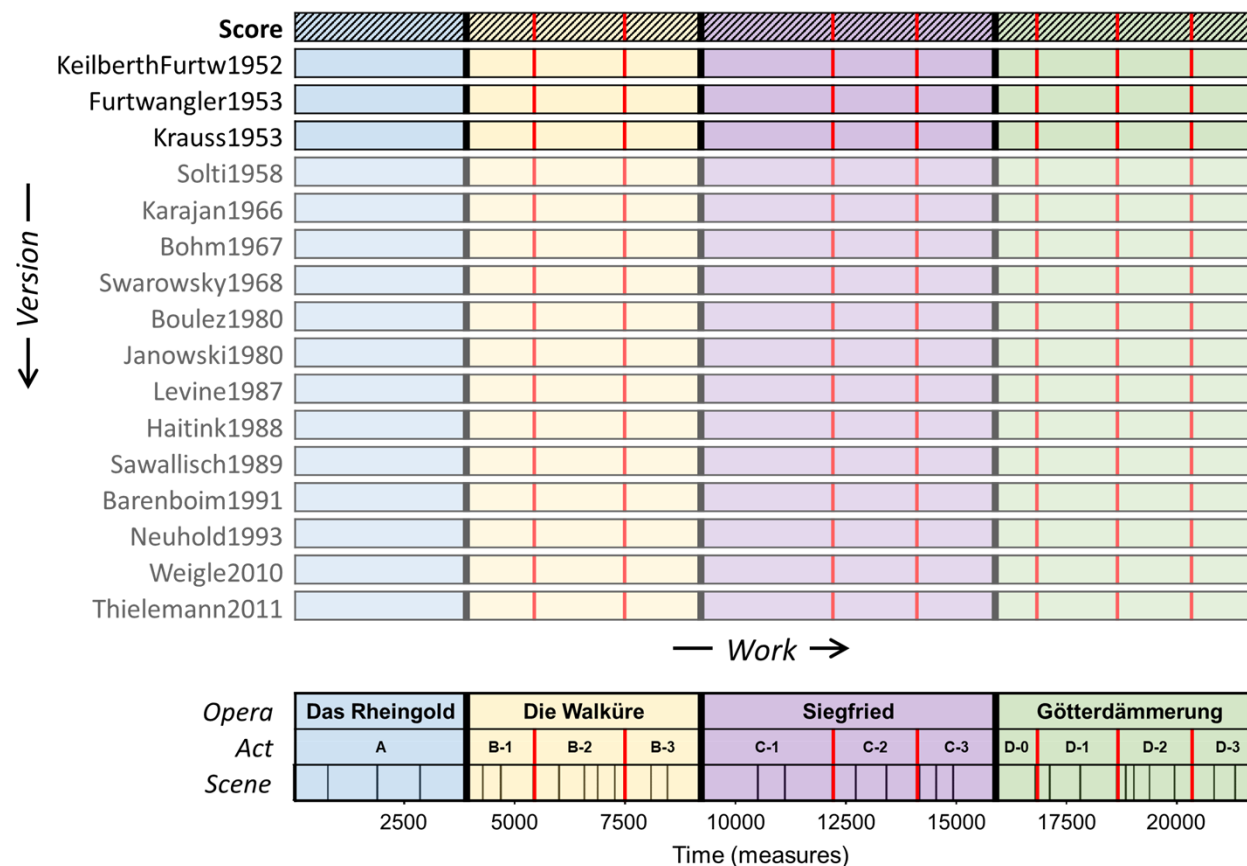 Score
KeilberthFurtw1952
Furtwangler1953
Krauss1953
Solti1958
Karajan1966
Bohm1967
Swarowsky1968
Boulez1980
Janowski1980
Levine1987
Haitink1988
Sawallisch1989
Barenboim1991
Neuhold1993
Weigle2010
Thielemann2011
Version
Work
Opera Das Rheingold Die Walküre Siegfried Götterdämmerung
Act A B-1 B-2 B-3 C-1 C-2 C-3 D-0 D-1 D-2 D-3
Scene
2500 5000 7500 10000 12500 15000 17500 20000
Time (measures)